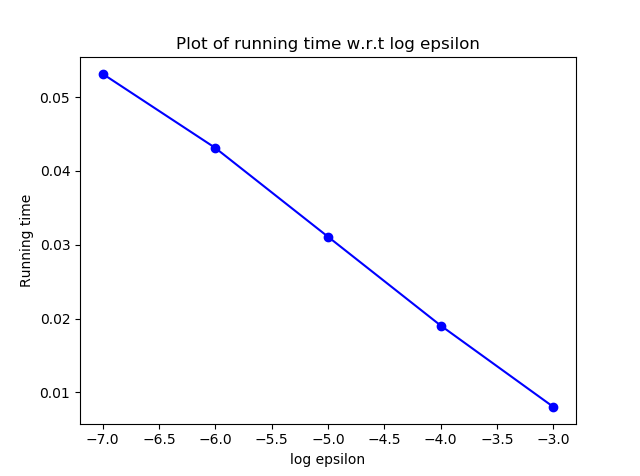 Plot of running time w.r.t log epsilon
0.05
0.04
0.03
0.02
0.01
Running time
−7.0 −6.5 −6.0 −5.5 −5.0 −4.5 −4.0 −3.5 −3.0
log epsilon